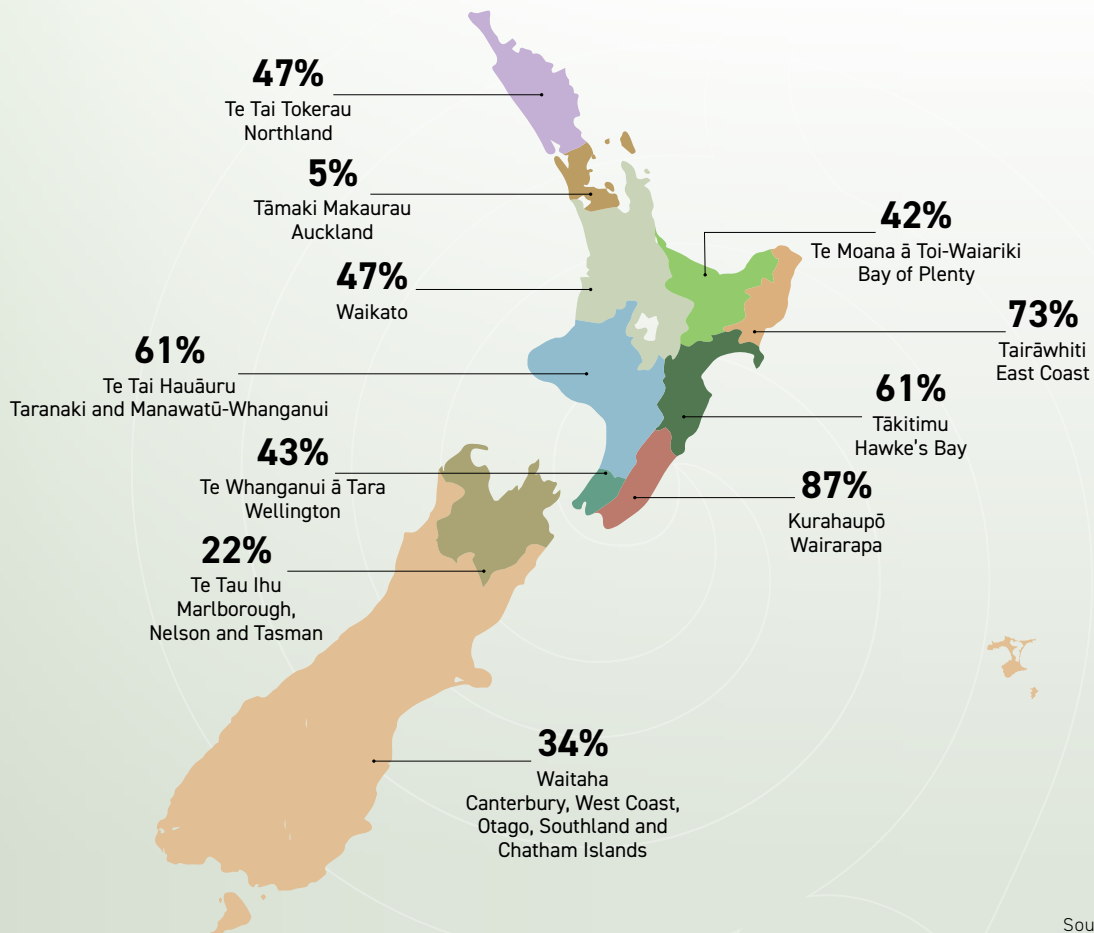 47%
Te Tai Tokerau
Northland
5%
Tāmaki Makaurau
Auckland
47%
Waikato
61%
Te Tai Hauāuru
Taranaki and Manawatū-Whanganui
43%
Te Whanganui ā Tara
Wellington
22%
Te Tau Ihu
Marlborough,
Nelson and Tasman
42%
Te Moana ā Toi-Waiariki
Bay of Plenty
73%
Tairāwhiti
East Coast
61%
Tākitimu
Hawke's Bay
87%
Kurahaupō
Wairarapa
34%
Waitaha
Canterbury, West Coast,
Otago, Southland and
Chatham Islands